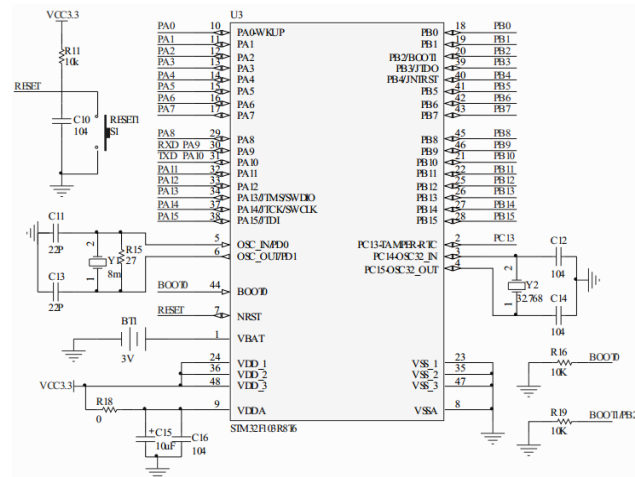 VCC3.3
R11
10k
RESET
C10
104
RESET1
S1
U3
PA0 10 PA0-WKUP
PA1 11 PA1
PA2 12 PA2
PA3 13 PA3
PA4 14 PA4
PA5 15 PA5
PA6 16 PA6
PA7 17 PA7
PA8 29 PA8
RXD PA9 30 PA9
TXD PA10 31 PA10
PA11 32 PA11
PA12 33 PA12
PA13 34 PA13/JTMS/SWDIO
PA14 37 PA14/JTCK/SWCLK
PA15 38 PA15/JTDI
PB0 18 PB0
PB1 19 PB1
PB2/BOOT1 20 PB2
PB3/JTDO 39 PB3
PB4/JNTRST 40 PB4
PB5 41 PB5
PB6 42 PB6
PB7 43 PB7
PB8 45 PB8
PB9 46 PB9
PB10 21 PB10
PB11 22 PB11
PB12 25 PB12
PB13 26 PB13
PB14 27 PB14
PB15 28 PB15
PC13-TAMPER-RTC 2 PC13
PC14-OSC32_IN 3
PC15-OSC32_OUT 4
C11
22P
C13
22P
2
Y1
8m
1
R15
27
5 OSC_IN/PD0
6 OSC_OUT/PD1
BOOT0 44 BOOT0
RESET 7 NRST
BT1
3V
1 VBAT
24 VDD_1
36 VDD_2
48 VDD_3
VCC3.3
R18
0
9 VDDA
C15
+
10uF
C16
104
VSS_1 23
VSS_2 35
VSS_3 47
VSSA 8
STM32F103R8T6
C12
104
2
Y2
32.768
1
C14
104
R16
10K
BOOT0
R19
10K
BOOT1/PB2